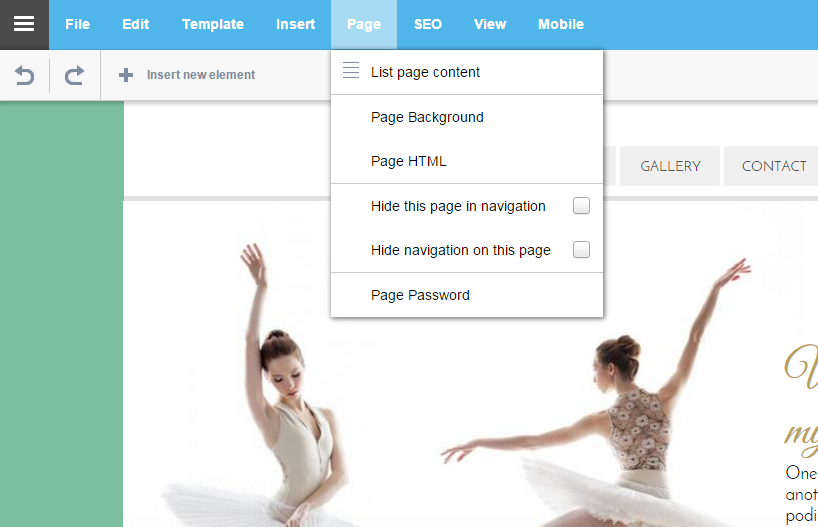 File Edit Template Insert Page SEO View Mobile
Insert new element
List page content
Page Background
Page HTML
Hide this page in navigation
Hide navigation on this page
Page Password
GALLERY CONTACT
my
One
anot
podi